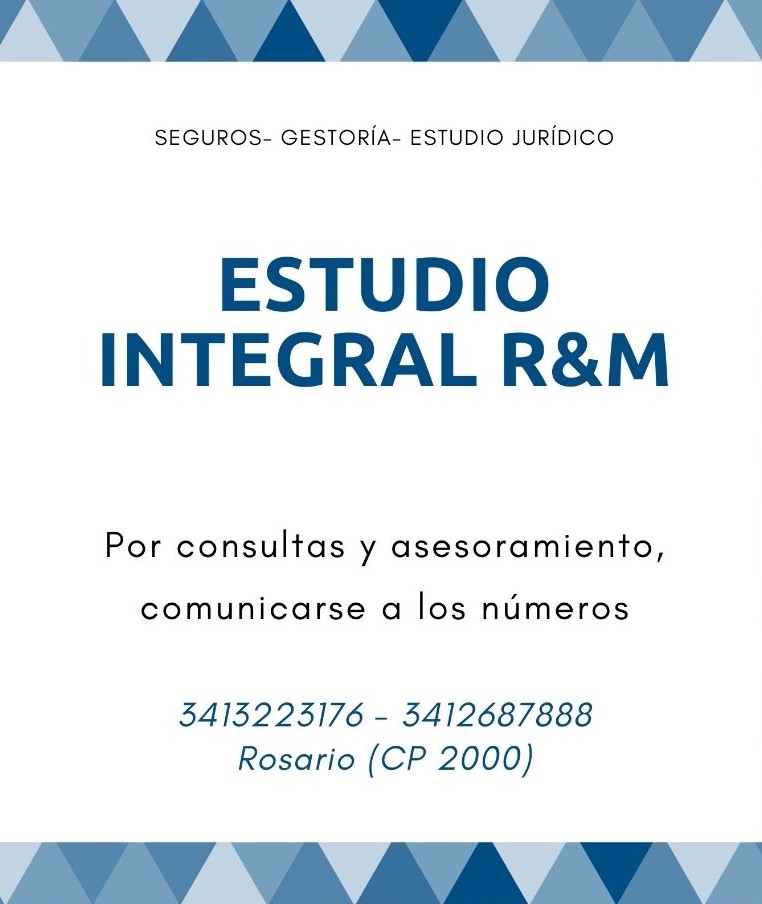 SEGUROS- GESTORÍA- ESTUDIO JURÍDICO
ESTUDIO
INTEGRAL R&M
Por consultas y asesoramiento,
comunicarse a los números
3413223176 - 3412687888
Rosario (CP 2000)